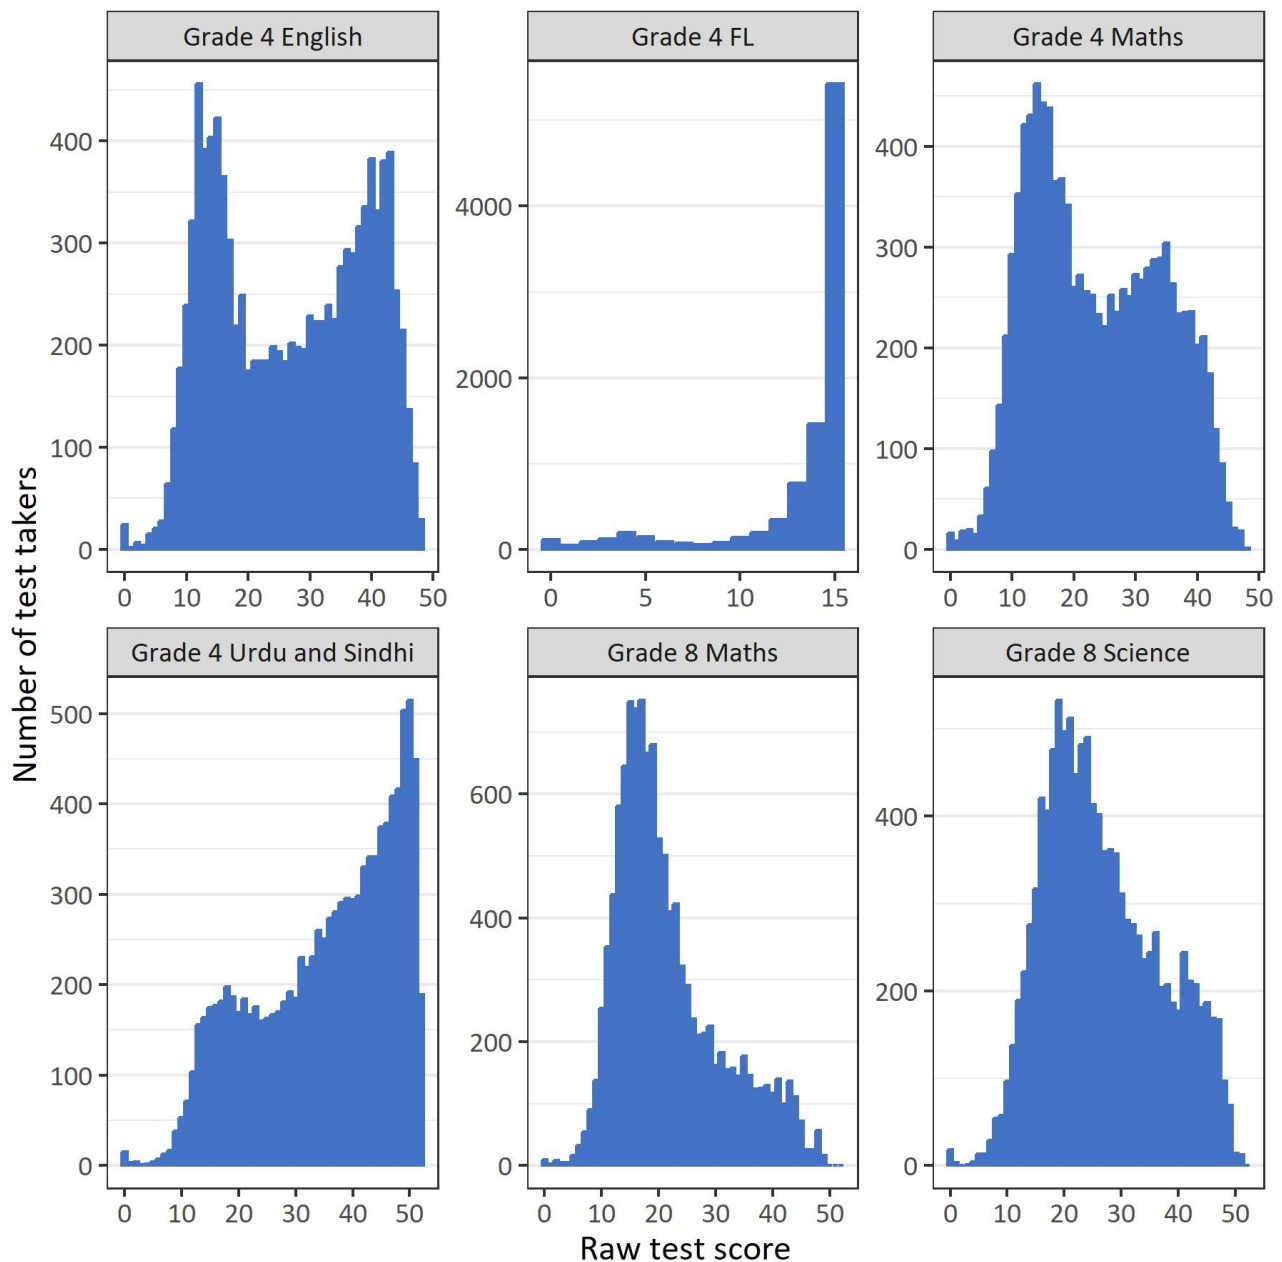 Grade 4 English
Grade 4 FL
Grade 4 Maths
400
300
200
100
0
0 10 20 30 40 50
4000
2000
0
0 5 10 15
400
300
200
100
0
0 10 20 30 40 50
Grade 4 Urdu and Sindhi
Grade 8 Maths
Grade 8 Science
500
400
300
200
100
0
0 10 20 30 40 50
600
400
200
0
0 10 20 30 40 50
400
200
0
0 10 20 30 40 50
Number of test takers
Raw test score